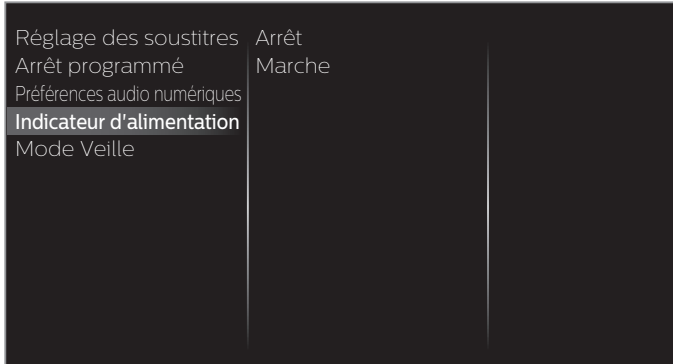 Réglage des soustitres
Arrêt programmé
Préférences audio numériques
Indicateur d'alimentation
Mode Veille
Arrêt
Marche